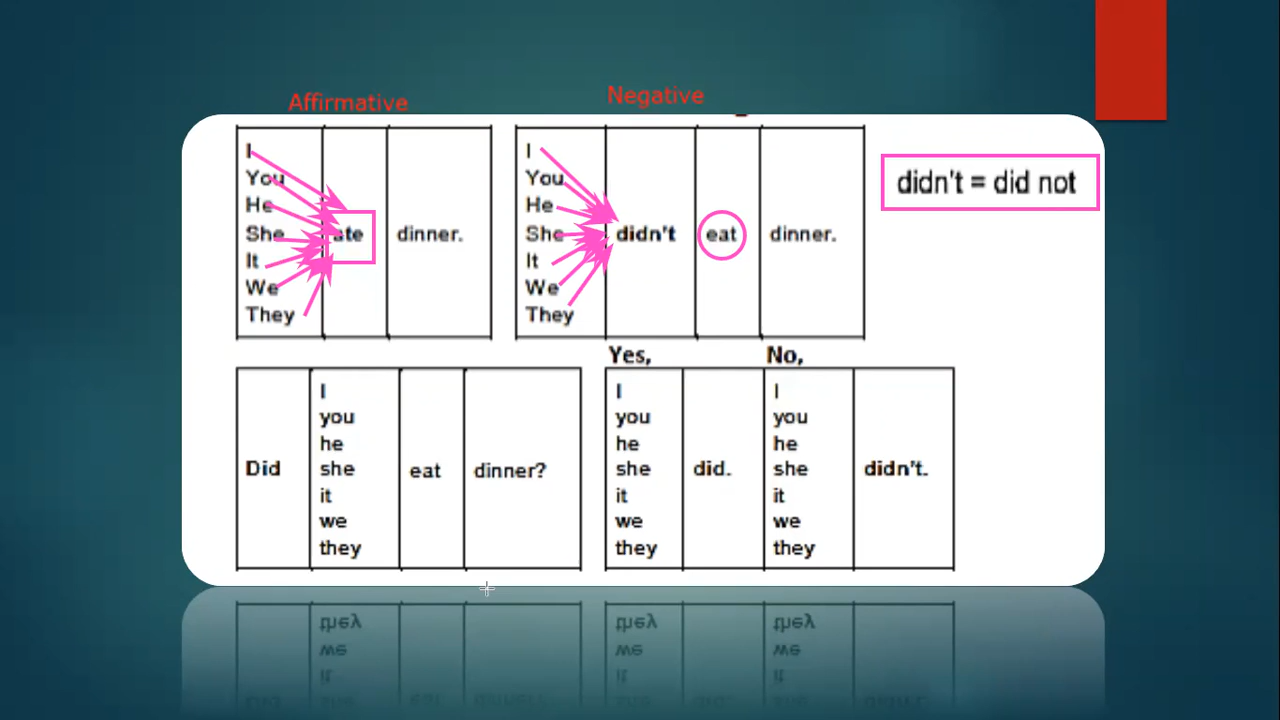 Affirmative
Negative
I
You
He
She
It
We
They
ate
dinner.
I
You
He
She
It
We
They
didn't
eat
dinner.
didn't = did not
Did
I
you
he
she
it
we
they
eat
dinner?
Yes,
I
you
he
she
it
we
they
did.
No,
I
you
he
she
it
we
they
didn't.